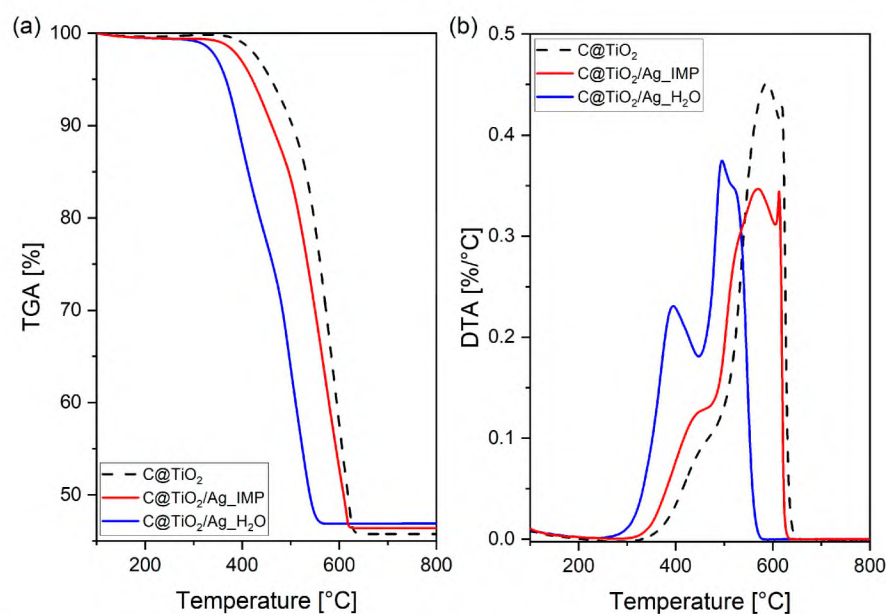 (a)
100
90
80
70
60
50
TGA [%]
C@TiO₂
C@TiO₂/Ag_IMP
C@TiO₂/Ag_H₂O
200
400
600
800
Temperature [°C]
(b)
0.5
0.4
0.3
0.2
0.1
0.0
DTA [%/°C]
C@TiO₂
C@TiO₂/Ag_IMP
C@TiO₂/Ag_H₂O
200
400
600
800
Temperature [°C]